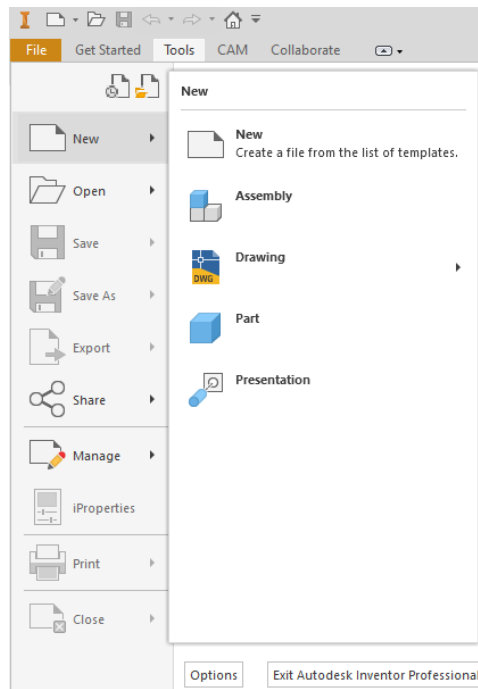 File Get Started Tools CAM Collaborate
New
New
New
Create a file from the list of templates.
Open
Assembly
Save
Drawing
DWG
Save As
Part
Export
Presentation
Share
Manage
iProperties
Print
Close
Options Exit Autodesk Inventor Professional